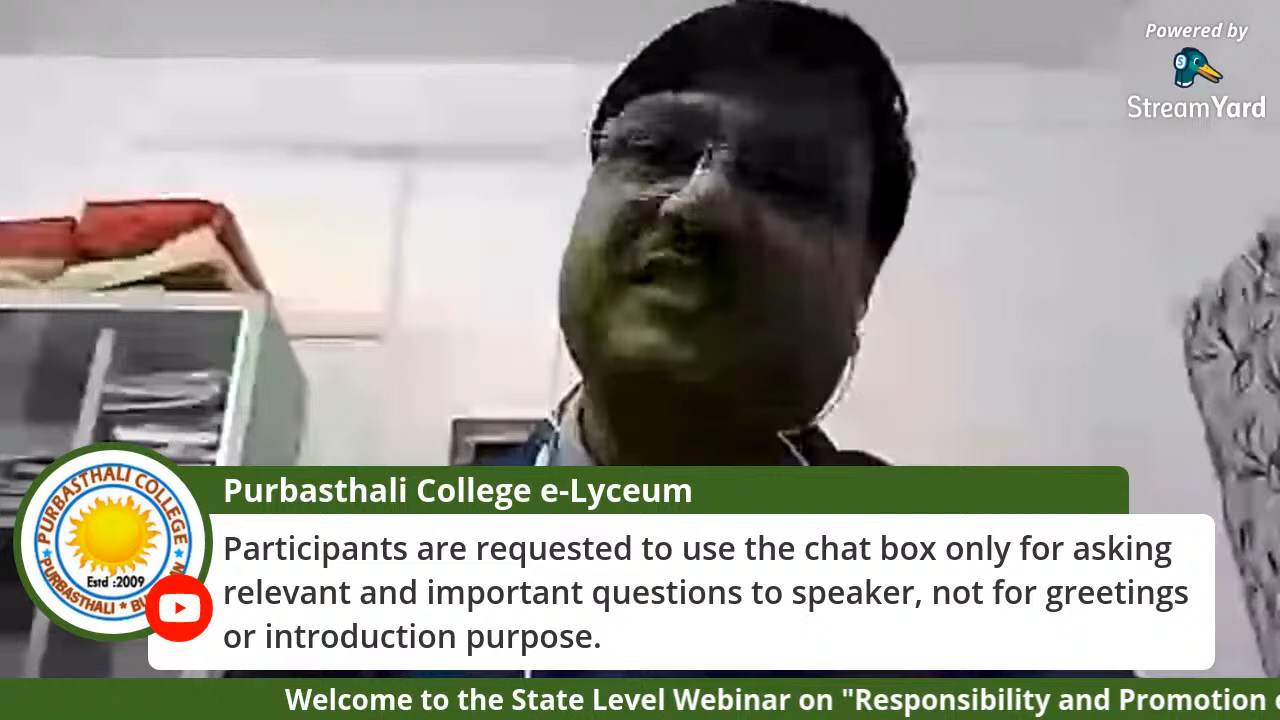 Powered by
StreamYard
Purbasthali College e-Lyceum
Participants are requested to use the chat box only for asking
relevant and important questions to speaker, not for greetings
or introduction purpose.
PURBASTHALI COLLEGE
Estd :2009
PURBASTHALI *
Welcome to the State Level Webinar on "Responsibility and Promotion